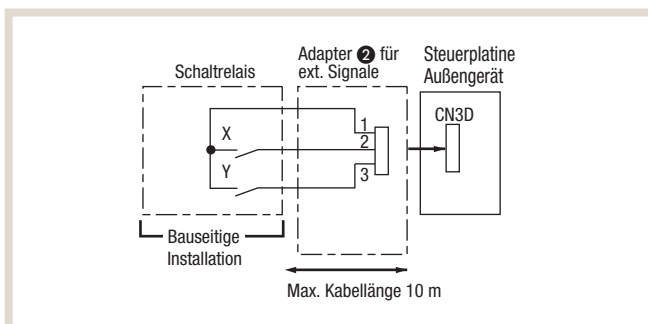 Schaltrelais
Adapter ❷ für
ext. Signale
Steuerplatine
Außengerät
CN3D
X
Y
1
2
3
Bauseitige
Installation
Max. Kabellänge 10 m